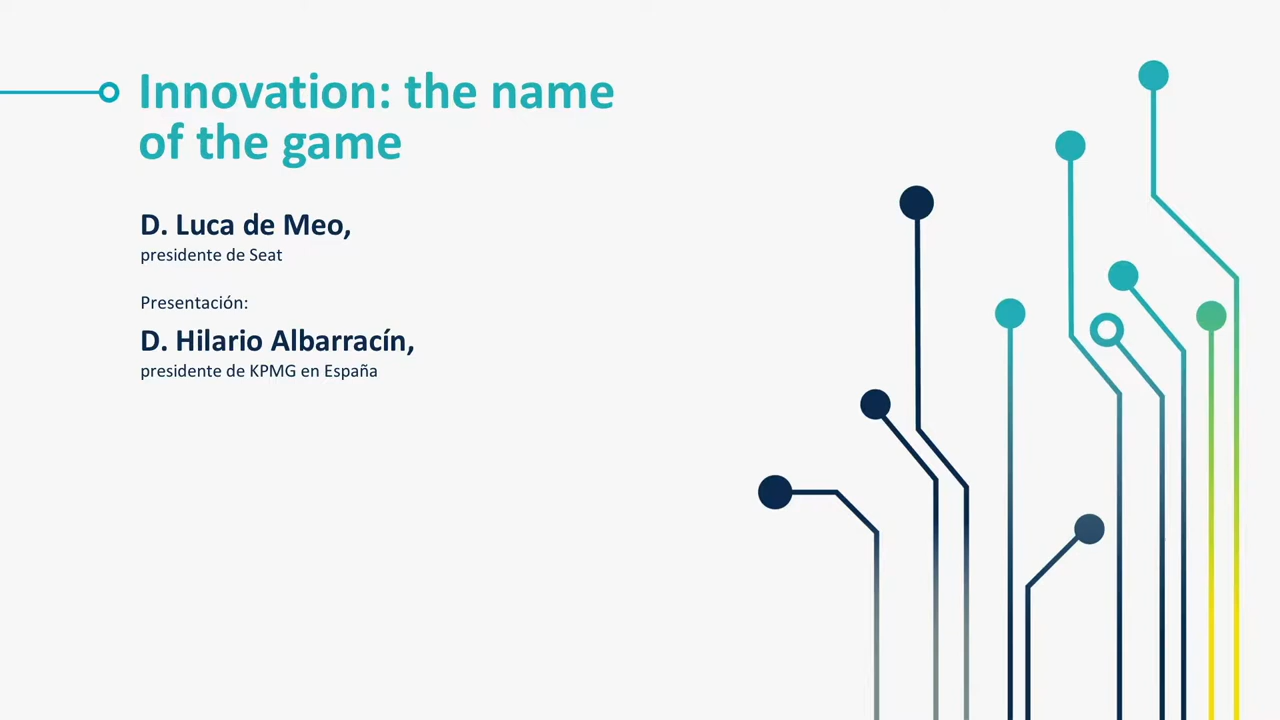 Innovation: the name
of the game
D. Luca de Meo,
presidente de Seat
Presentación:
D. Hilario Albarracín,
presidente de KPMG en España